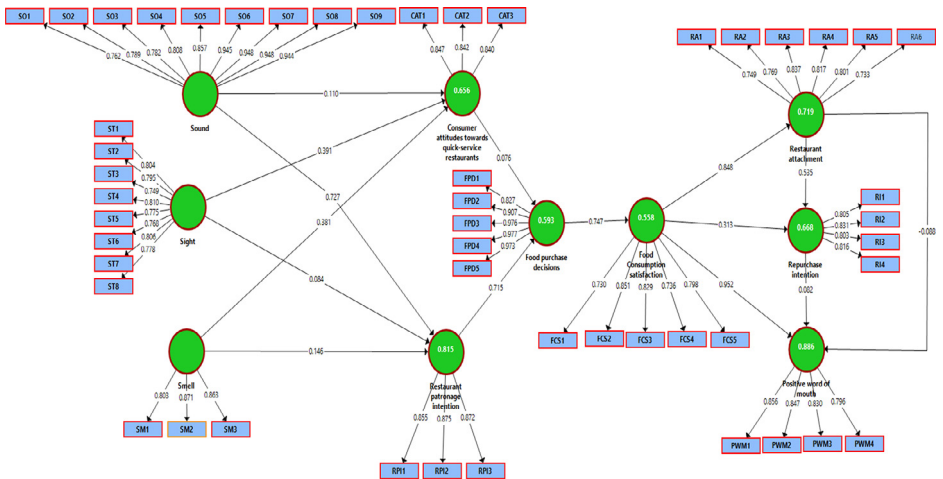 SO1 SO2 SO3 SO4 SO5 SO6 SO7 SO8 SO9
0.762 0.789 0.782 0.808 0.857 0.945 0.948 0.948 0.944
Sound
CAT1 CAT2 CAT3
0.847 0.842 0.840
0.656
Consumer
attitudes towards
quick-service
restaurants
0.110
0.391
0.381
0.727
0.084
0.146
ST1
ST2
ST3
ST4
ST5
ST6
ST7
ST8
0.804
0.795
0.749
0.810
0.775
0.806
0.778
Sight
Smell
0.803 0.871 0.863
SM1 SM2 SM3
0.815
Restaurant
patronage
intention
0.855 0.875 0.872
RPI1 RPI2 RPI3
0.076
0.715
FPD1
FPD2
FPD3
FPD4
FPD5
0.827
0.907
0.976
0.977
0.973
0.593
Food purchase
decisions
0.747
0.558
Food
Consumption
satisfaction
0.730 0.851 0.829 0.736 0.798
FCS1 FCS2 FCS3 FCS4 FCS5
0.848
0.313
0.952
RA1 RA2 RA3 RA4 RA5 RA6
0.749 0.769 0.837 0.817 0.801 0.733
0.719
Restaurant
attachment
0.535
-0.088
0.668
Repurchase
intention
0.805
0.831
0.803
0.816
RI1
RI2
RI3
RI4
0.886
Positive word of
mouth
0.856 0.847 0.830 0.796
PWM1 PWM2 PWM3 PWM4